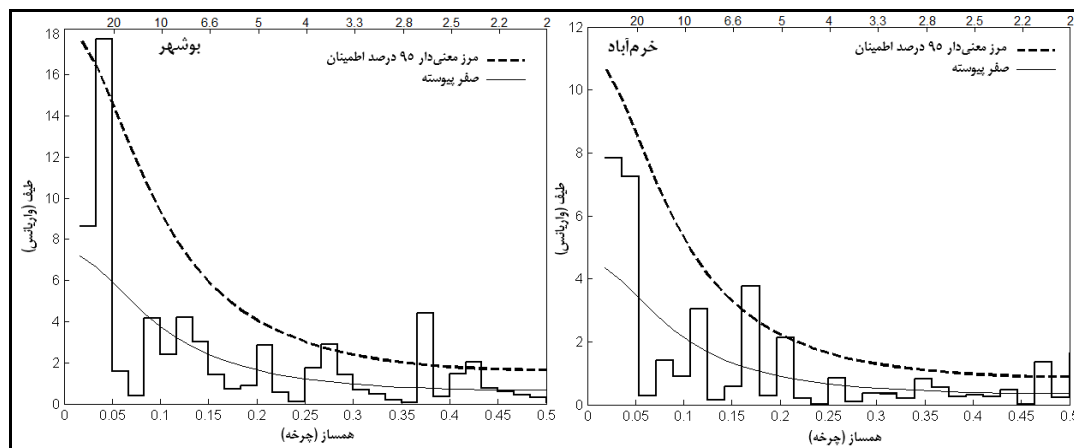 20 10 6.6 5 4 3.3 2.8 2.5 2.2 2
بوشهر
مرز معنی‌دار ۹۵ درصد اطمینان
صفر پیوسته
18
16
14
12
10
8
6
4
2
0
طیف (واریانس)
0 0.05 0.1 0.15 0.2 0.25 0.3 0.35 0.4 0.45 0.5
همساز (چرخه)
20 10 6.6 5 4 3.3 2.8 2.5 2.2 2
خرم‌آباد
مرز معنی‌دار ۹۵ درصد اطمینان
صفر پیوسته
12
10
8
6
4
2
0
طیف (واریانس)
0 0.05 0.1 0.15 0.2 0.25 0.3 0.35 0.4 0.45 0.5
همساز (چرخه)